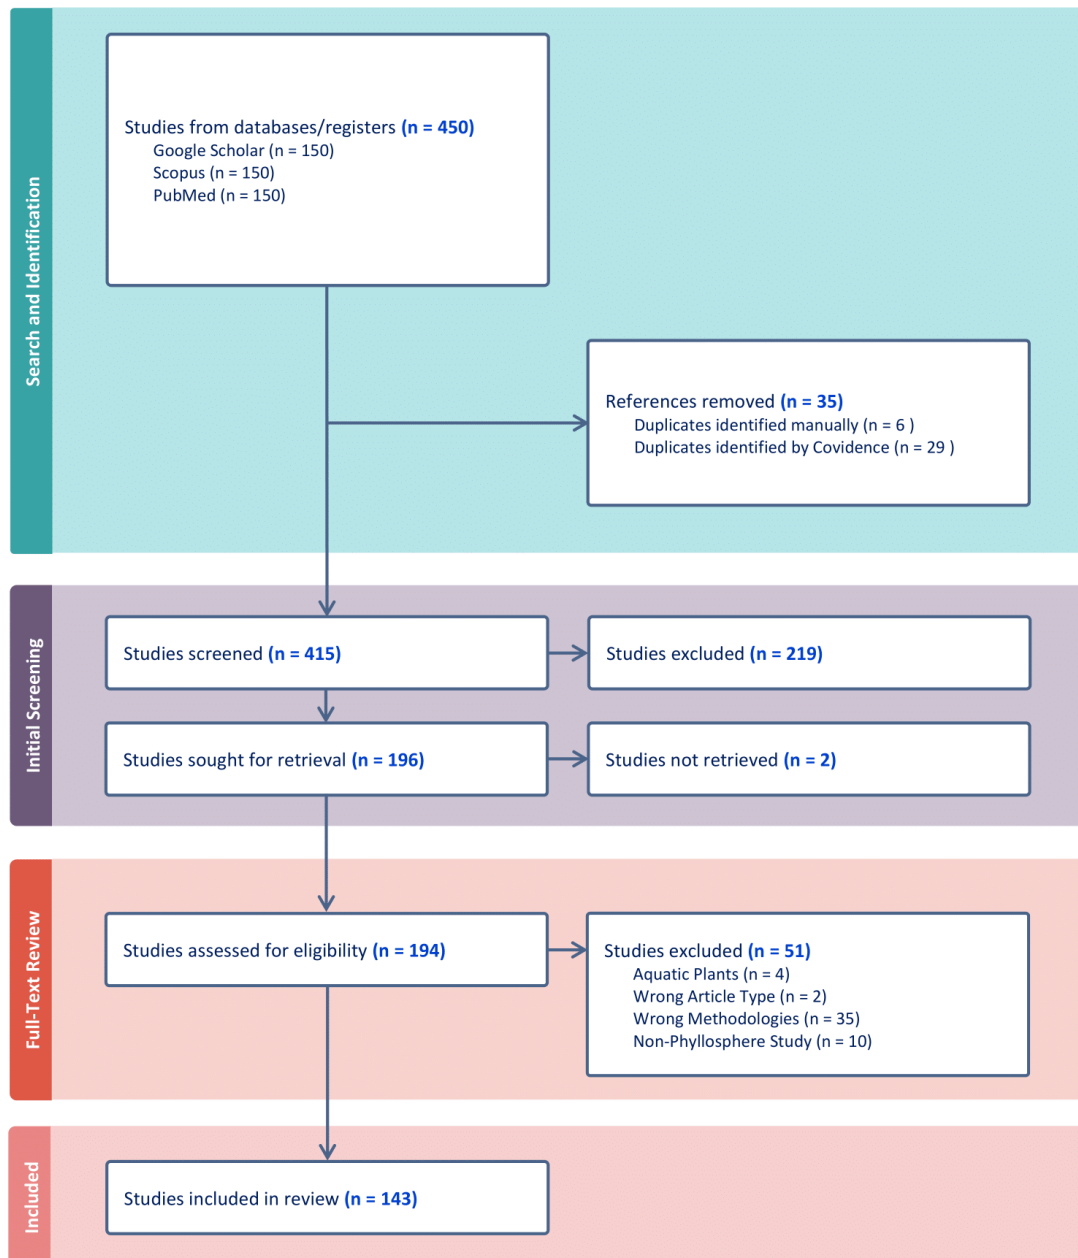 Search and Identification
Studies from databases/registers (n = 450)
Google Scholar (n = 150)
Scopus (n = 150)
PubMed (n = 150)
References removed (n = 35)
Duplicates identified manually (n = 6 )
Duplicates identified by Covidence (n = 29 )
Initial Screening
Studies screened (n = 415)
Studies excluded (n = 219)
Studies sought for retrieval (n = 196)
Studies not retrieved (n = 2)
Full-Text Review
Studies assessed for eligibility (n = 194)
Studies excluded (n = 51)
Aquatic Plants (n = 4)
Wrong Article Type (n = 2)
Wrong Methodologies (n = 35)
Non-Phyllosphere Study (n = 10)
Included
Studies included in review (n = 143)